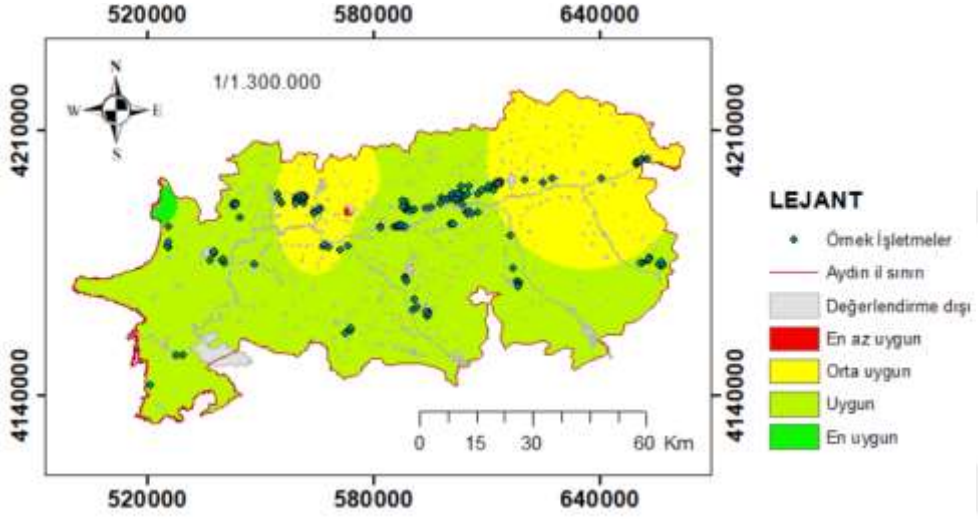 520000 580000 640000
N
W E
S
1/1.300.000
4210000 4210000
4140000 4140000
0 15 30 60 Km
520000 580000 640000
LEJANT
Örnek İşletmeler
Aydın il sınırı
Değerlendirme dışı
En az uygun
Orta uygun
Uygun
En uygun